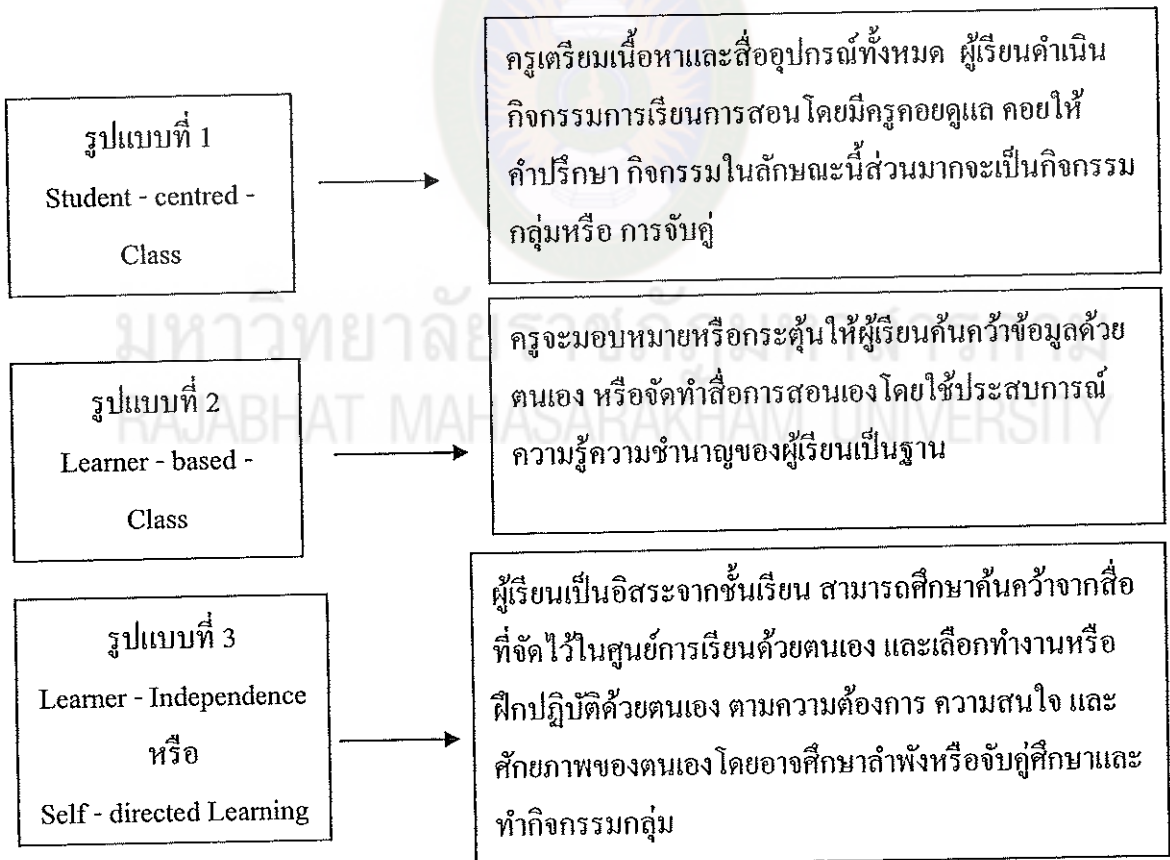 รูปแบบที่ 1
Student - centred -
Class
ครูเตรียมเนื้อหาและสื่ออุปกรณ์ทั้งหมด ผู้เรียนดำเนิน
กิจกรรมการเรียนการสอนโดยมีครูคอยดูแล คอยให้
คำปรึกษา กิจกรรมในลักษณะนี้ส่วนมากจะเป็นกิจกรรม
กลุ่มหรือ การจับคู่
มหาวิทยาลัยราชภัฏมหาสารคาม
RAJABHAT MAHASARAKHAM UNIVERSITY
รูปแบบที่ 2
Learner - based -
Class
ครูจะมอบหมายหรือกระตุ้นให้ผู้เรียนค้นคว้าข้อมูลด้วย
ตนเอง หรือจัดทำสื่อการสอนเองโดยใช้ประสบการณ์
ความรู้ความชำนาญของผู้เรียนเป็นฐาน
รูปแบบที่ 3
Learner - Independence
หรือ
Self - directed Learning
ผู้เรียนเป็นอิสระจากชั้นเรียน สามารถศึกษาค้นคว้าจากสื่อ
ที่จัดไว้ในศูนย์การเรียนด้วยตนเอง และเลือกทำงานหรือ
ฝึกปฏิบัติด้วยตนเอง ตามความต้องการ ความสนใจ และ
ศักยภาพของตนเองโดยอาจศึกษาลำพังหรือจับคู่ศึกษาและ
ทำกิจกรรมกลุ่ม